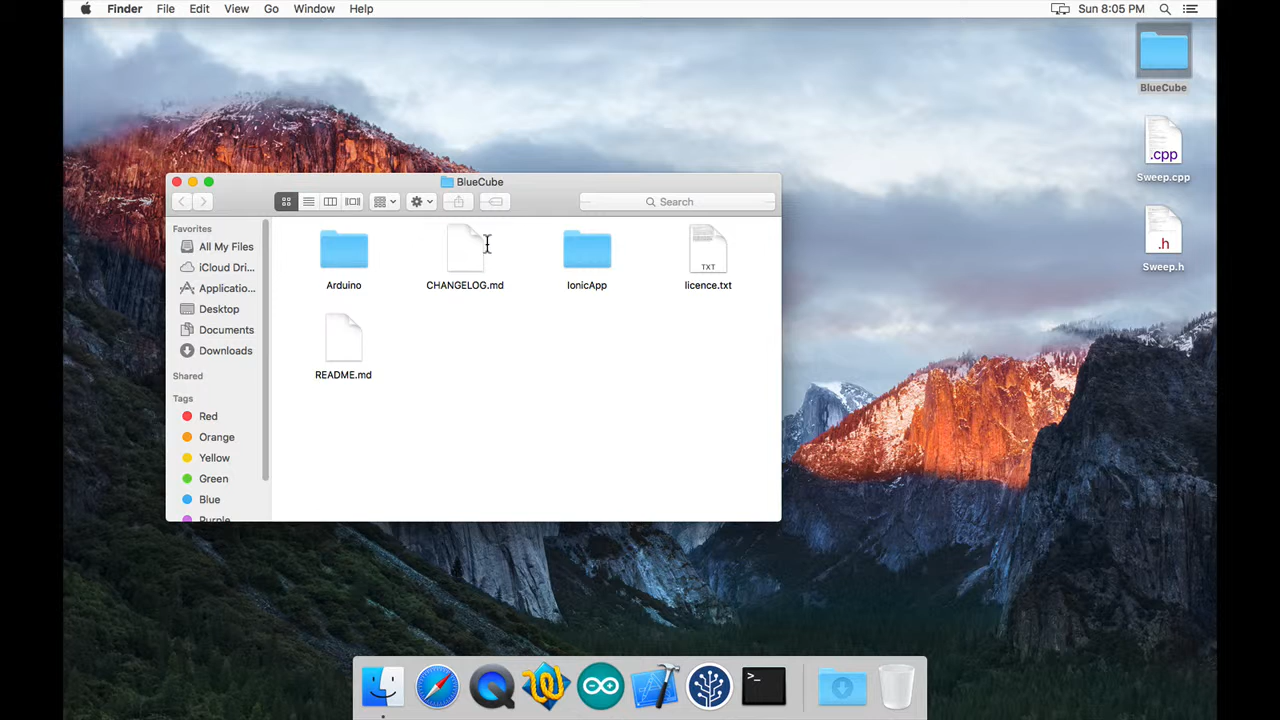 Finder File Edit View Go Window Help Sun 8:05 PM
BlueCube
.cpp
Sweep.cpp
.h
Sweep.h
BlueCube
Search
Favorites
All My Files
iCloud Dri...
Applicatio...
Desktop
Documents
Downloads
Shared
Tags
Red
Orange
Yellow
Green
Blue
Purple
Arduino
CHANGELOG.md
IonicApp
TXT
licence.txt
README.md
>_